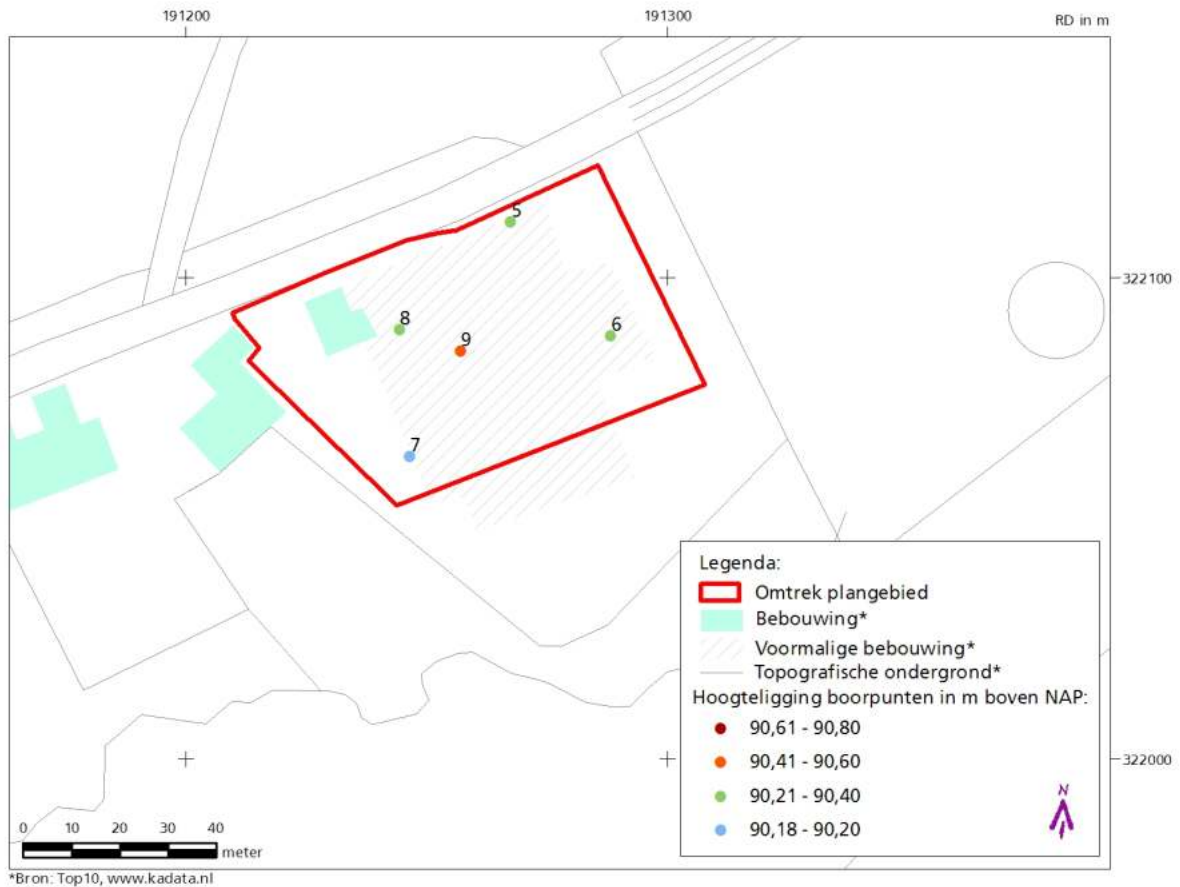 191200 191300 RD in m
5
322100
8
9
6
7
Legenda:
Omtrek plangebied
Bebouwing*
Voormalige bebouwing*
Topografische ondergrond*
Hoogteligging boorpunten in m boven NAP:
90,61 - 90,80
90,41 - 90,60
90,21 - 90,40
90,18 - 90,20
322000
N
0 10 20 30 40
meter
*Bron: Top10, www.kadata.nl